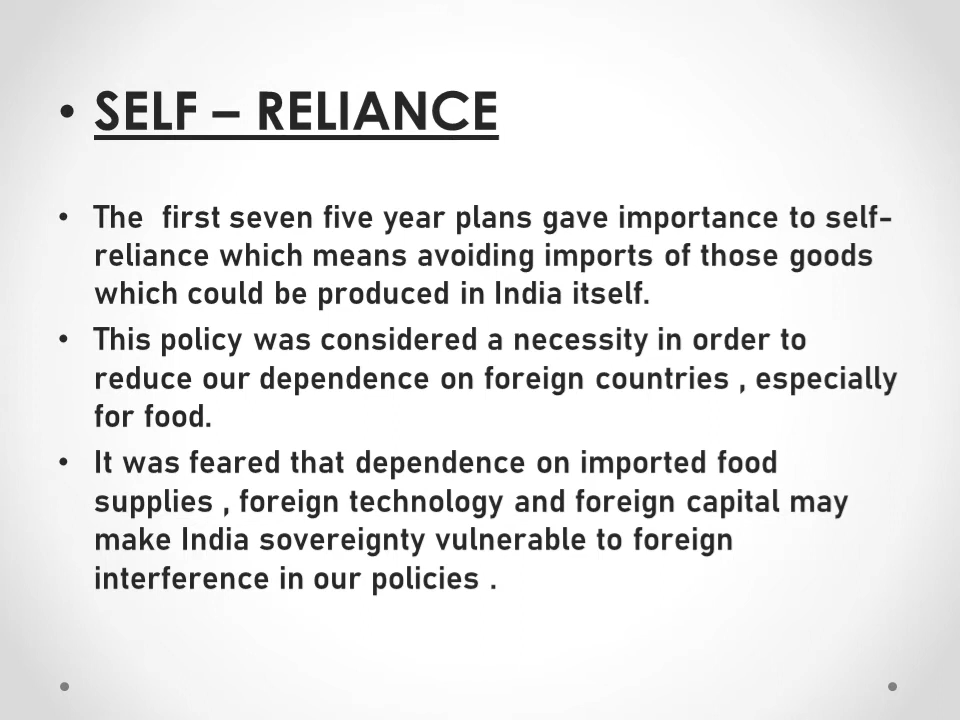 • SELF – RELIANCE
• The  first seven five year plans gave importance to self-
reliance which means avoiding imports of those goods
which could be produced in India itself.
• This policy was considered a necessity in order to
reduce our dependence on foreign countries , especially
for food.
• It was feared that dependence on imported food
supplies , foreign technology and foreign capital may
make India sovereignty vulnerable to foreign
interference in our policies .